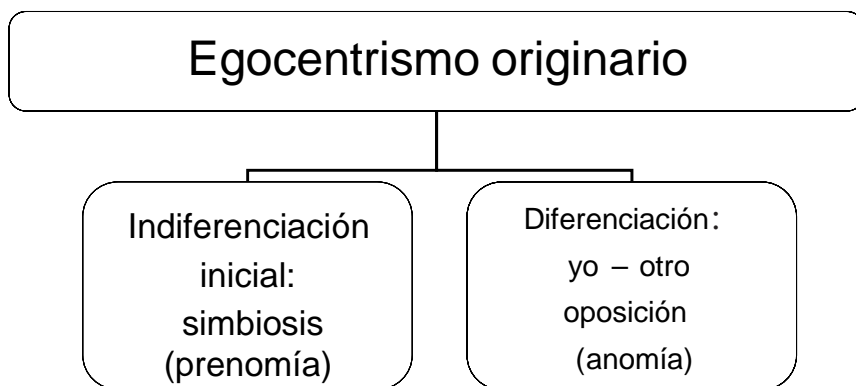 Egocentrismo originario
Indiferenciación
inicial:
simbiosis
(prenomía)
Diferenciación:
yo – otro
oposición
(anomía)